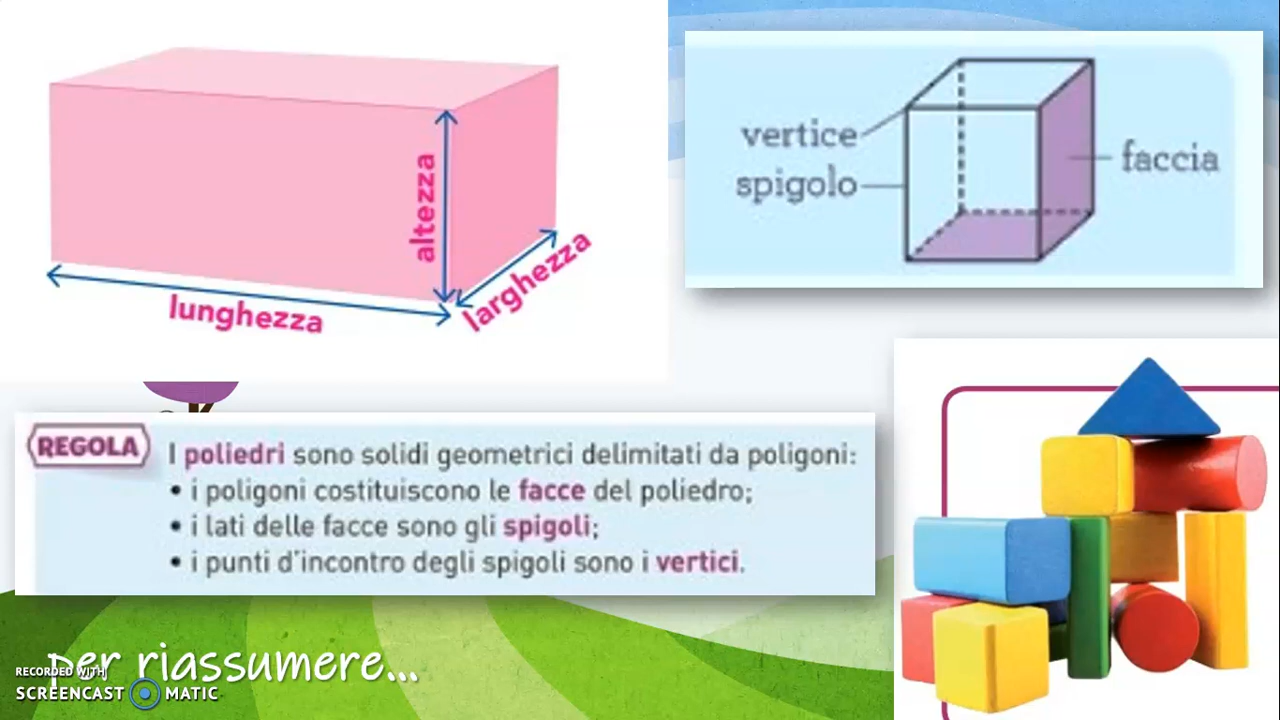 altezza
lunghezza
larghezza
vertice
spigolo
faccia
REGOLA
I poliedri sono solidi geometrici delimitati da poligoni:
• i poligoni costituiscono le facce del poliedro;
• i lati delle facce sono gli spigoli;
• i punti d'incontro degli spigoli sono i vertici.
per riassumere...
RECORDED WITH
SCREENCAST MATIC